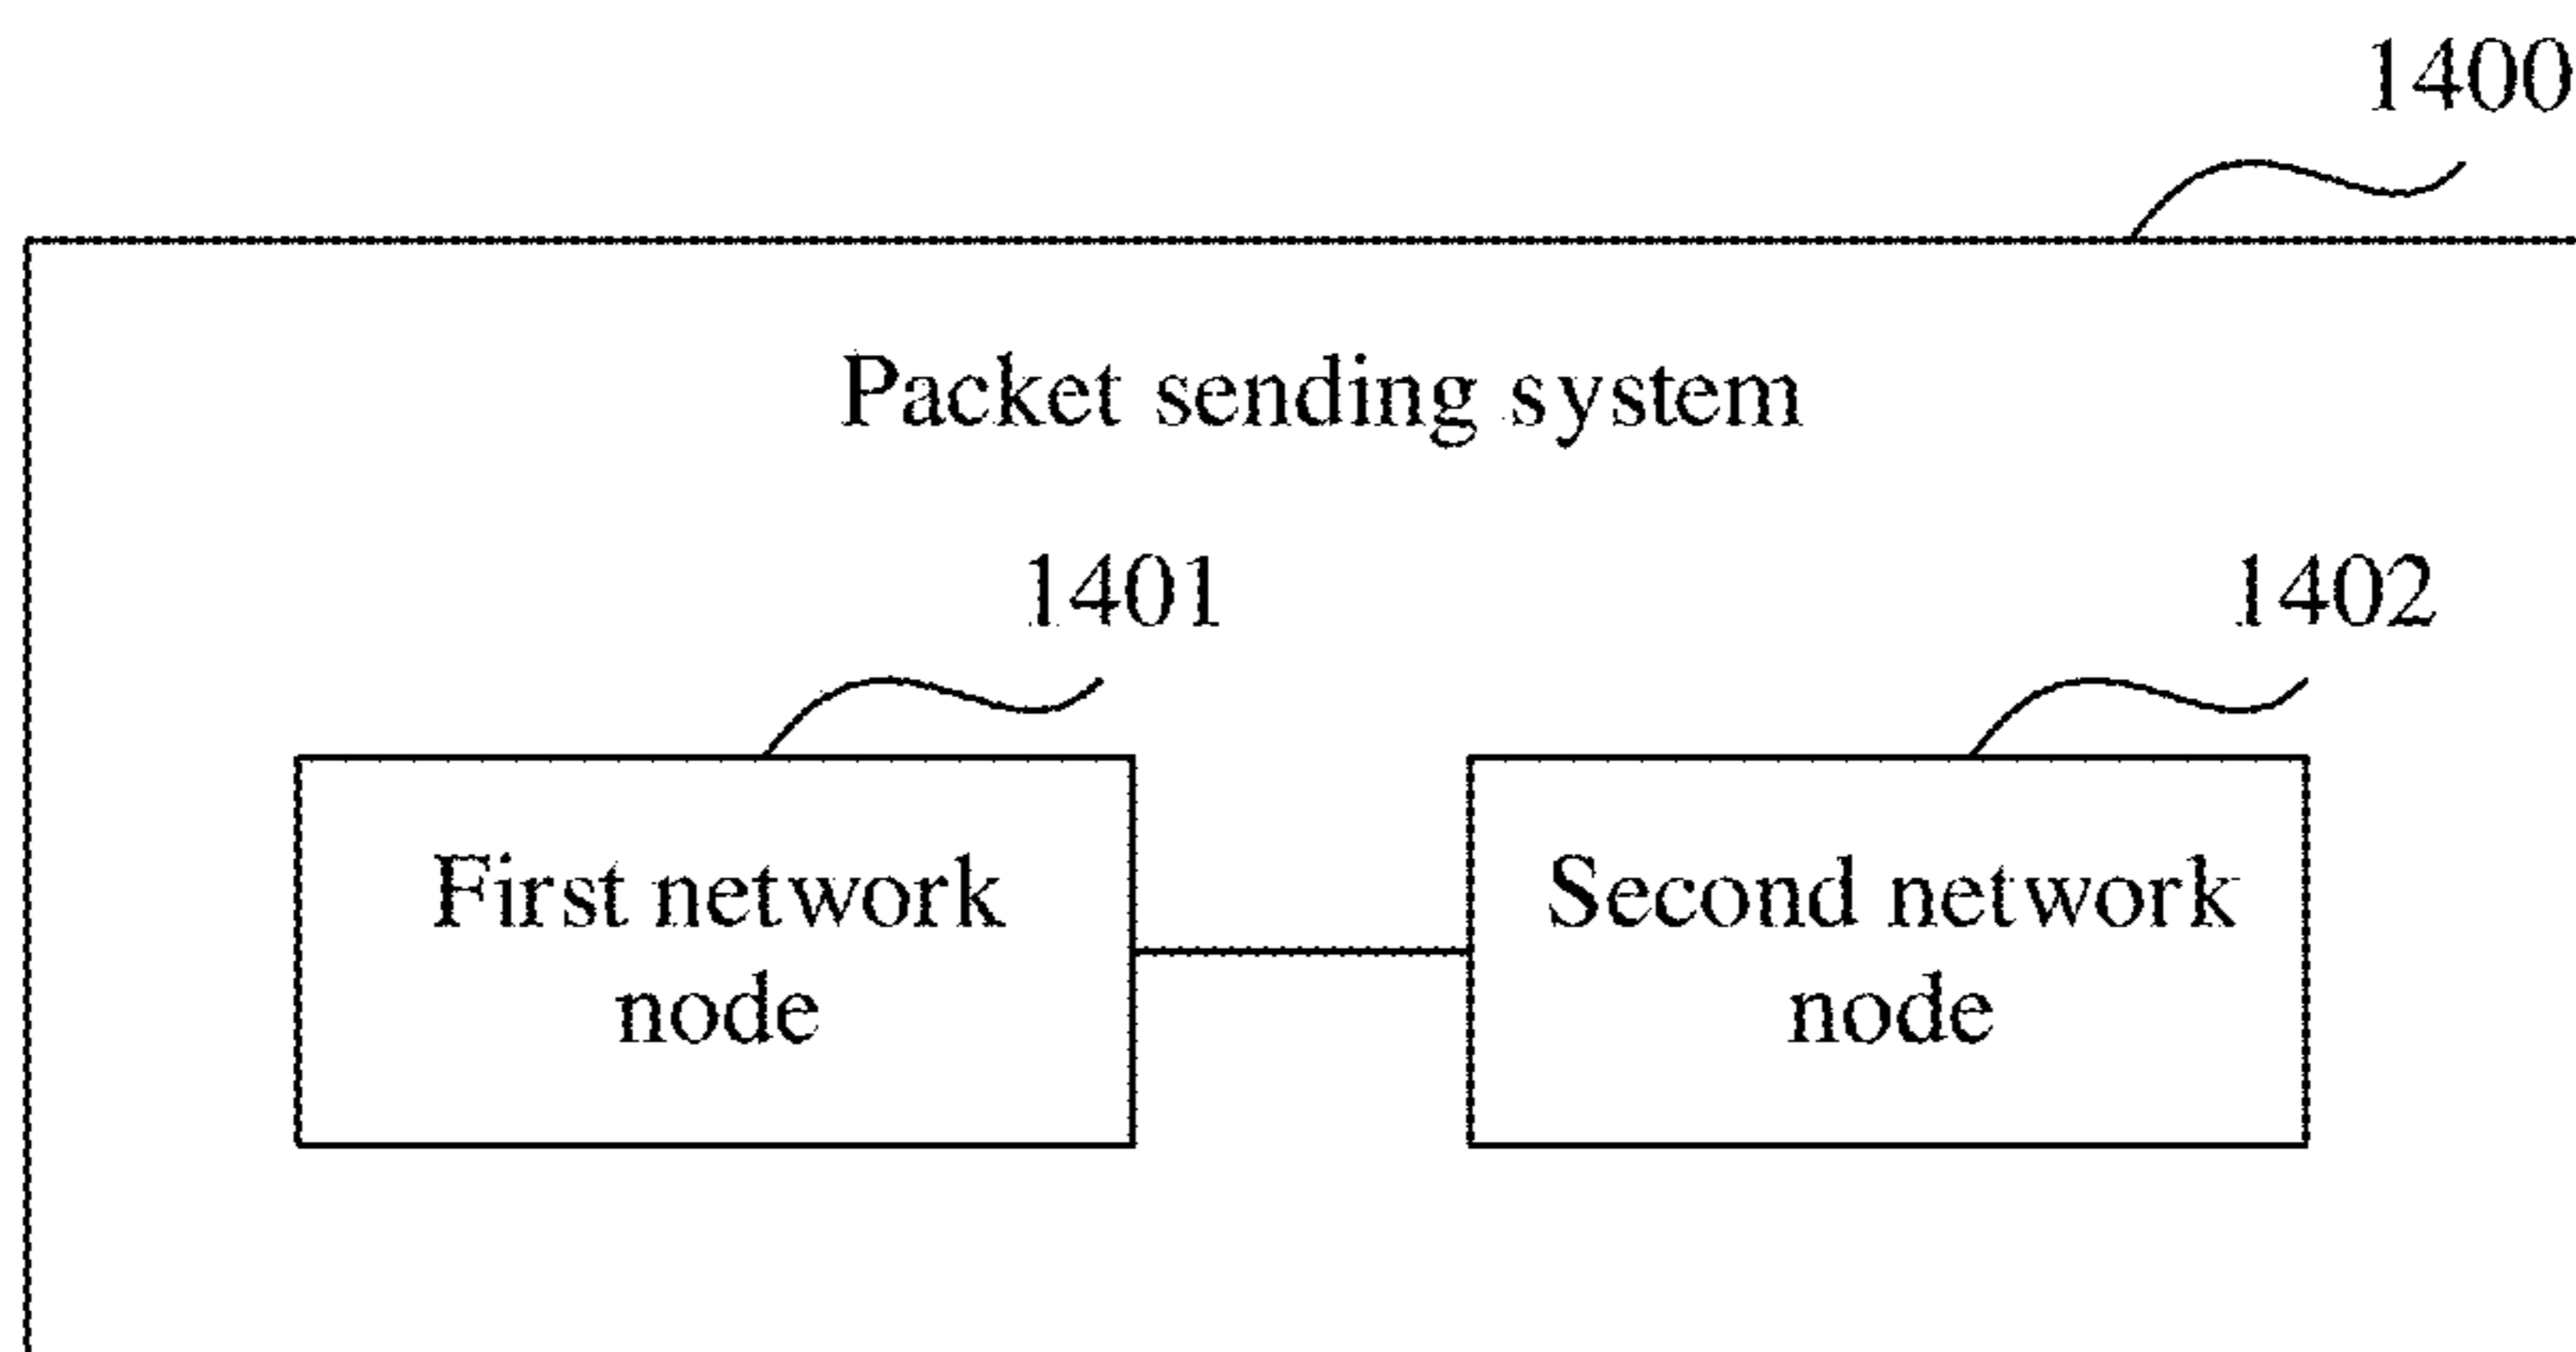 1400
Packet sending system
1401
1402
First network
node
Second network
node